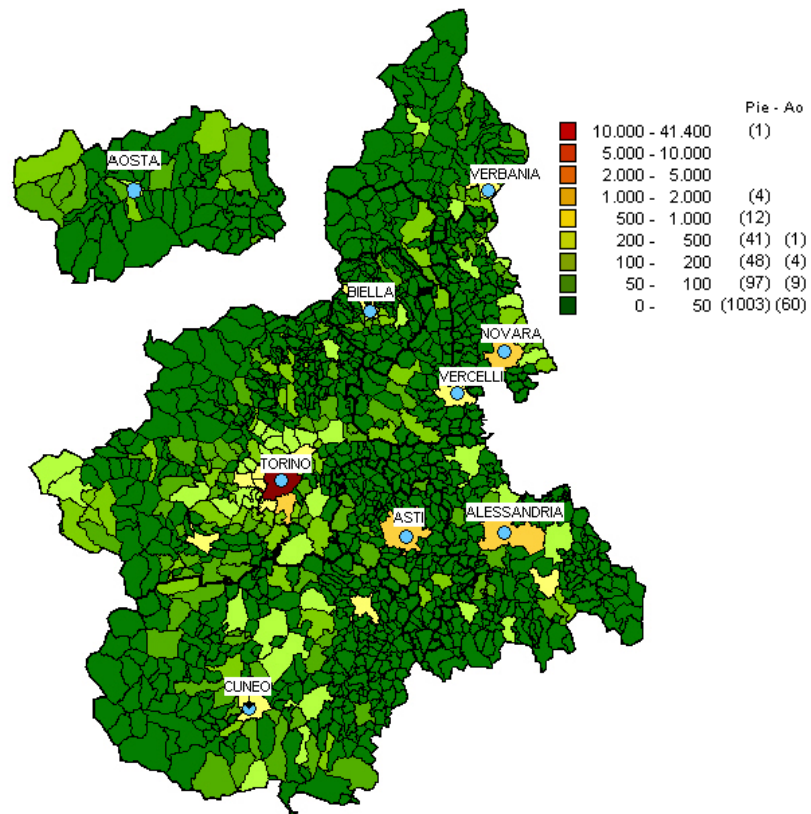 Pie - Ao
10.000 - 41.400 (1)
5.000 - 10.000
2.000 - 5.000
1.000 - 2.000 (4)
500 - 1.000 (12)
200 - 500 (41) (1)
100 - 200 (48) (4)
50 - 100 (97) (9)
0 - 50 (1003) (60)
AOSTA
VERBANIA
BIELLA
NOVARA
VERCELLI
TORINO
ASTI
ALESSANDRIA
CUNEO